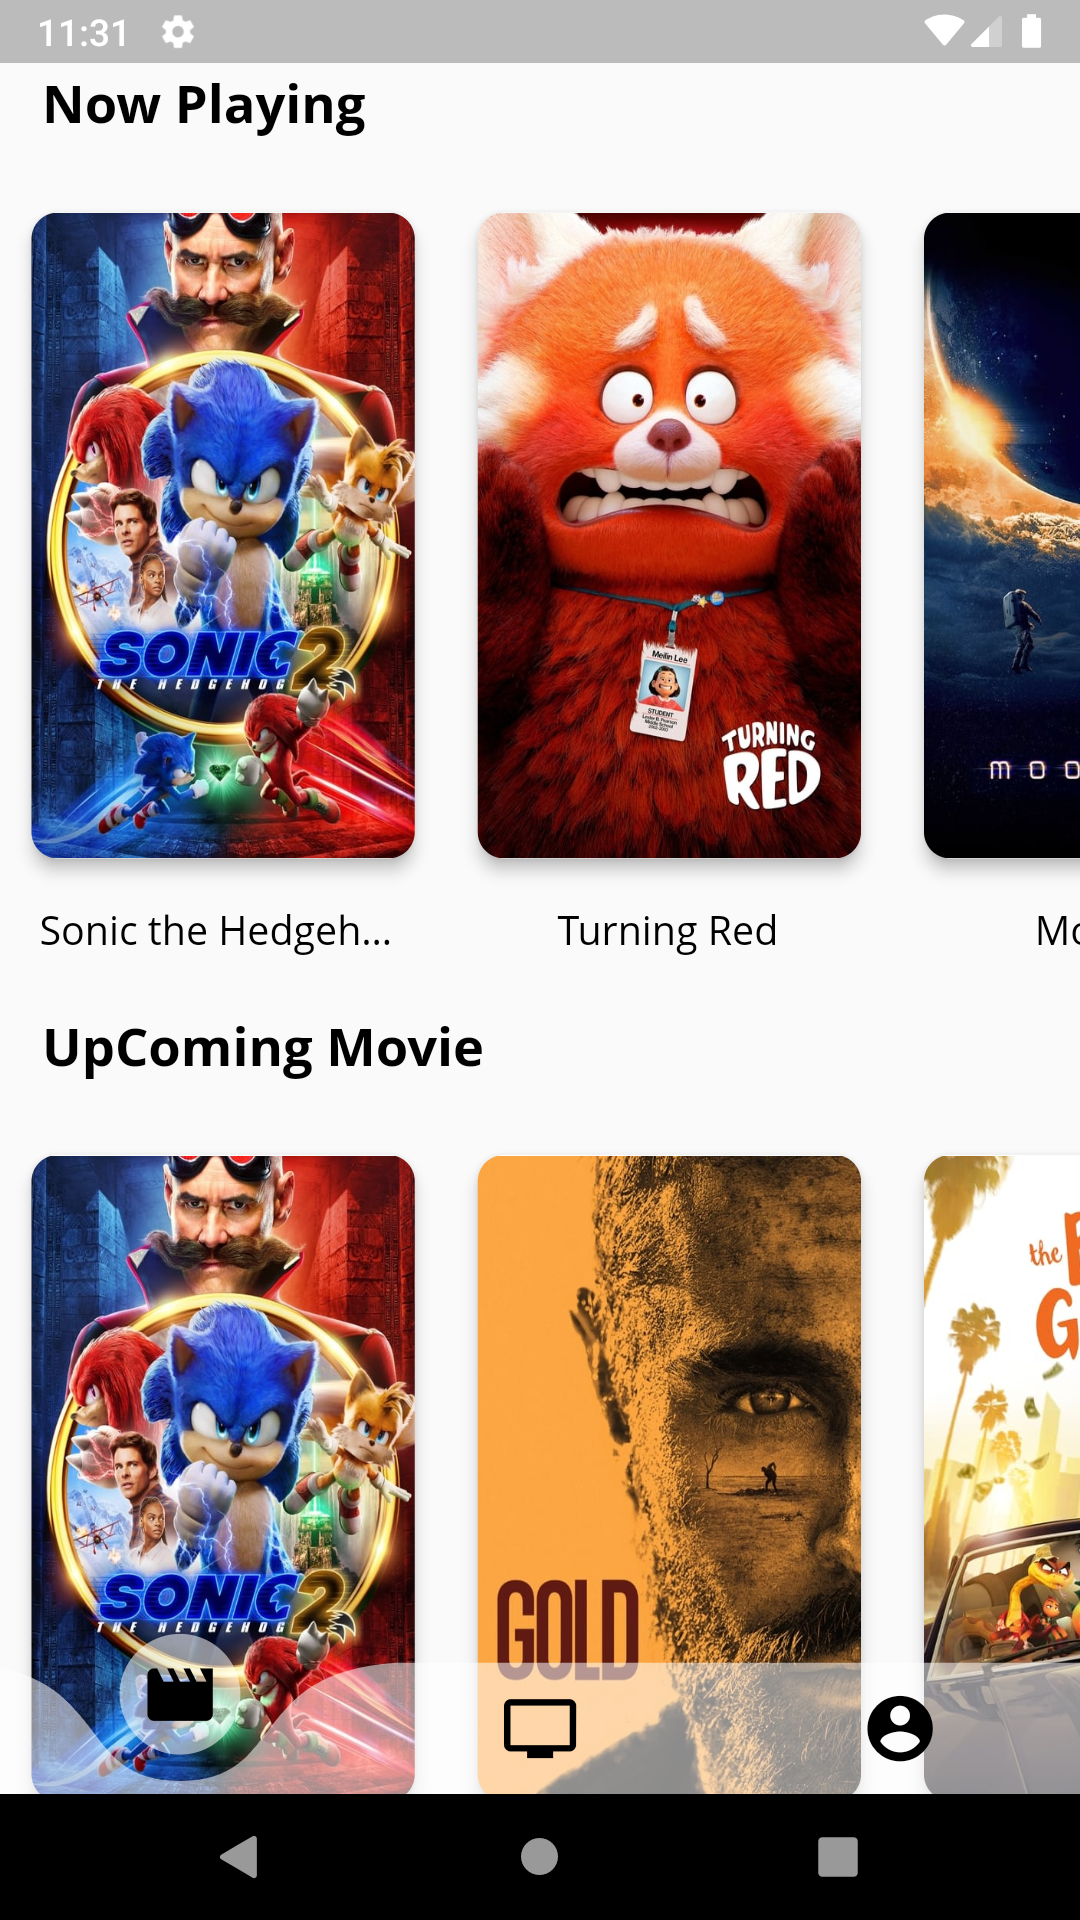 11:31
Now Playing
SONIC 2
THE HEDGEHOG
Meilin Lee
STUDENT
TURNING
RED
MOO
Sonic the Hedgeh...
Turning Red
Mo
UpComing Movie
SONIC 2
THE HEDGEHOG
GOLD
the
G